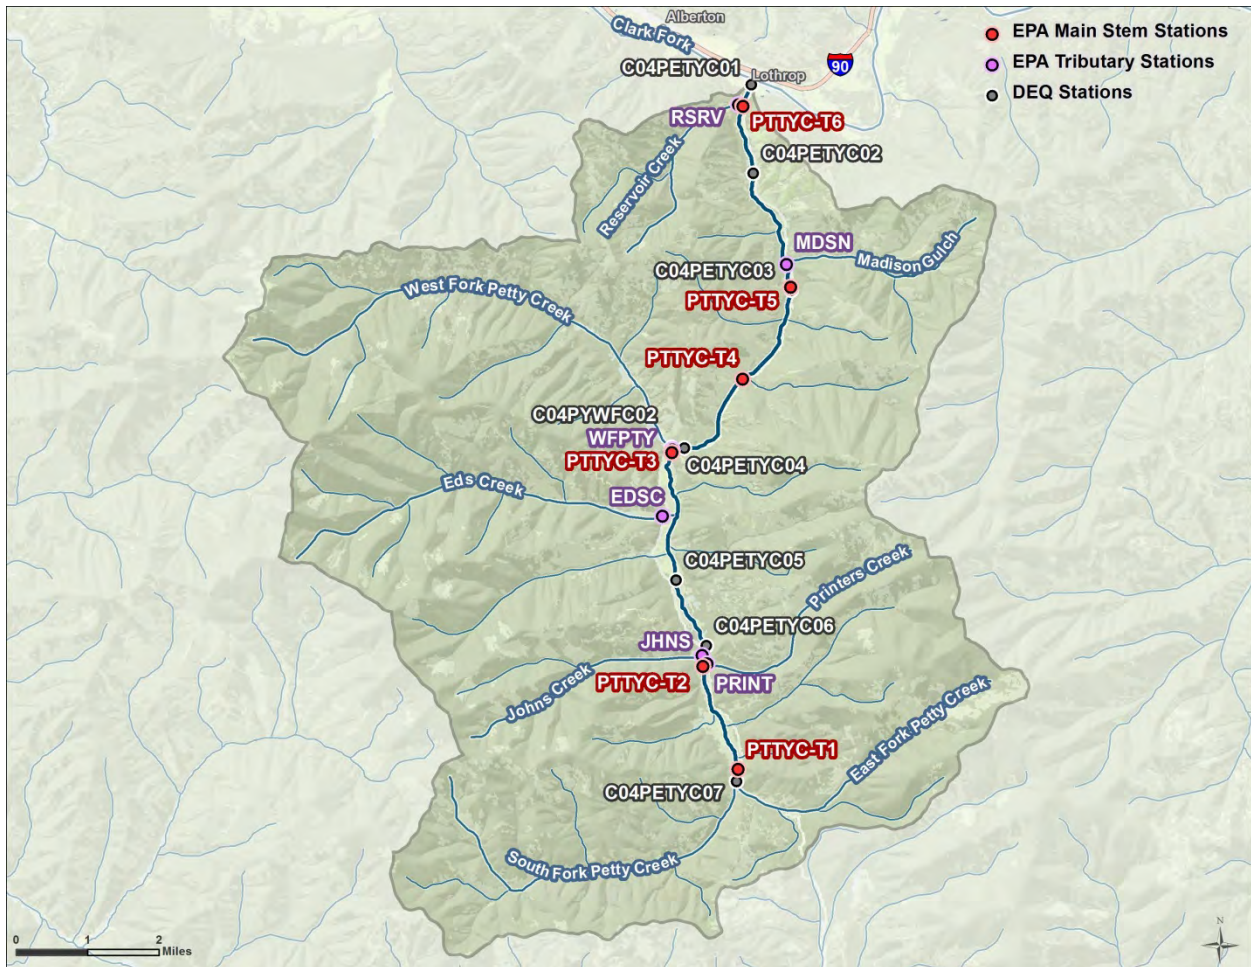 Alberton
Clark Fork
EPA Main Stem Stations
C04PETYC01
90
EPA Tributary Stations
Lothrop
DEQ Stations
RSRV
PTTYC-T6
C04PETYC02
Reservoir Creek
MDSN
Madison Gulch
C04PETYC03
West Fork Petty Creek
PTTYC-T5
PTTYC-T4
C04PYWFC02
WFPTY
PTTYC-T3
C04PETYC04
Eds Creek
EDSC
C04PETYC05
Printers Creek
C04PETYC06
JHNS
PTTYC-T2
PRINT
Johns Creek
East Fork Petty Creek
PTTYC-T1
C04PETYC07
South Fork Petty Creek
0 1 2
Miles
N